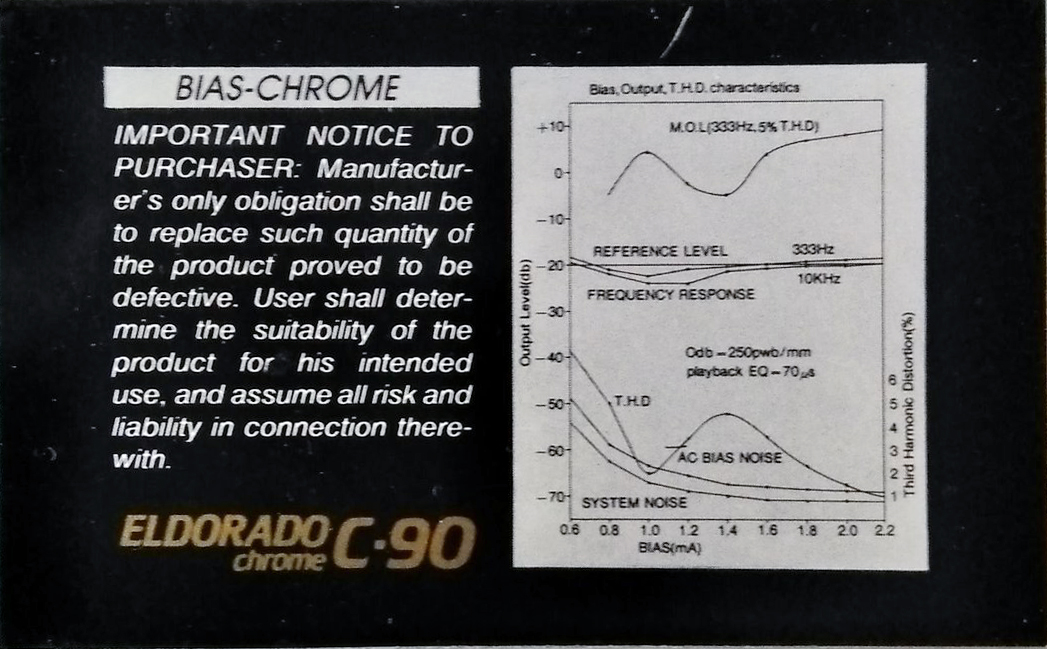 BIAS-CHROME
IMPORTANT NOTICE TO
PURCHASER: Manufactur-
er's only obligation shall be
to replace such quantity of
the product proved to be
defective. User shall deter-
mine the suitability of the
product for his intended
use, and assume all risk and
liability in connection there-
with.
ELDORADO
chrome
C·90
Bias, Output, T.H.D. characteristics
M.O.L(333Hz, 5% T.H.D)
+10
0
-10
-20
-30
-40
-50
-60
-70
Output Level(db)
REFERENCE LEVEL
333Hz
10KHz
FREQUENCY RESPONSE
Odb-250pwb/mm
playback EQ-70μs
T.H.D
AC BIAS NOISE
SYSTEM NOISE
6
5
4
3
2
1
Third Harmonic Distortion(%)
0.6 0.8 1.0 1.2 1.4 1.6 1.8 2.0 2.2
BIAS(mA)